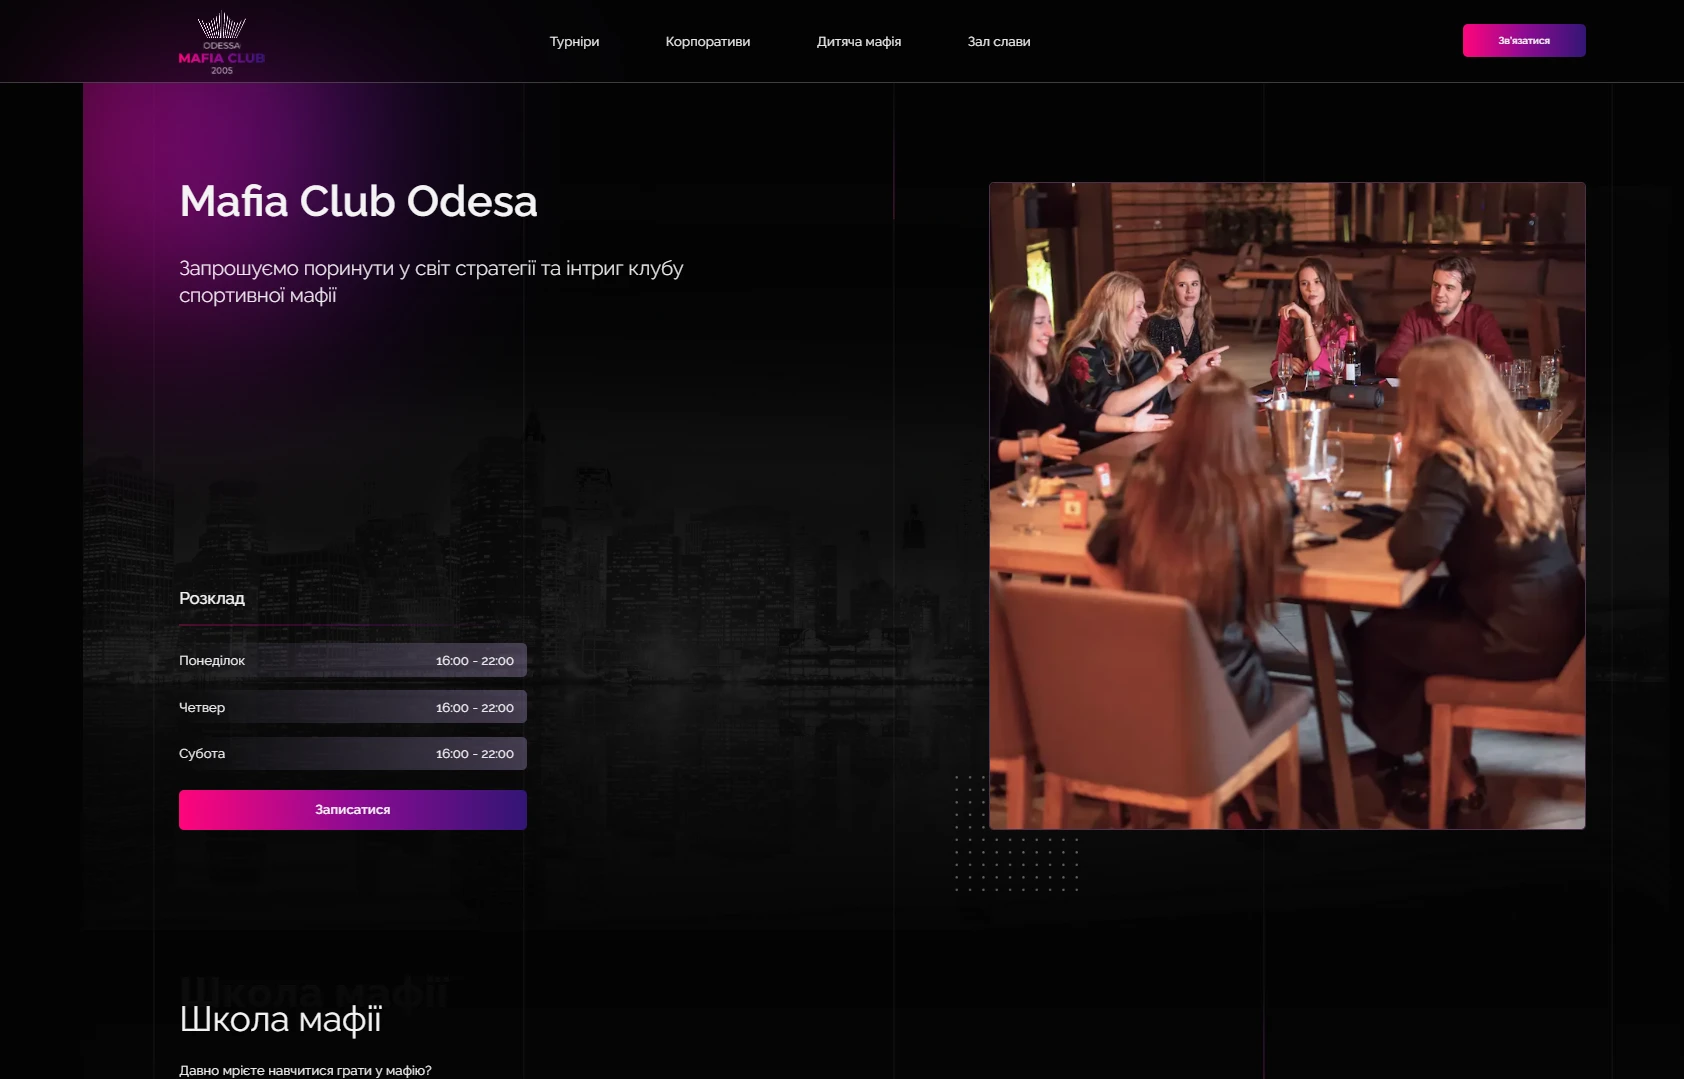 ODESSA
MAFIA CLUB
2005
Турніри
Корпоративи
Дитяча мафія
Зал слави
Зв'язатися
Mafia Club Odesa
Запрошуємо поринути у світ стратегії та інтриг клубу
спортивної мафії
Розклад
Понеділок 16:00 - 22:00
Четвер 16:00 - 22:00
Субота 16:00 - 22:00
Записатися
Школа мафії
Школа мафії
Давно мрієте навчитися грати у мафію?